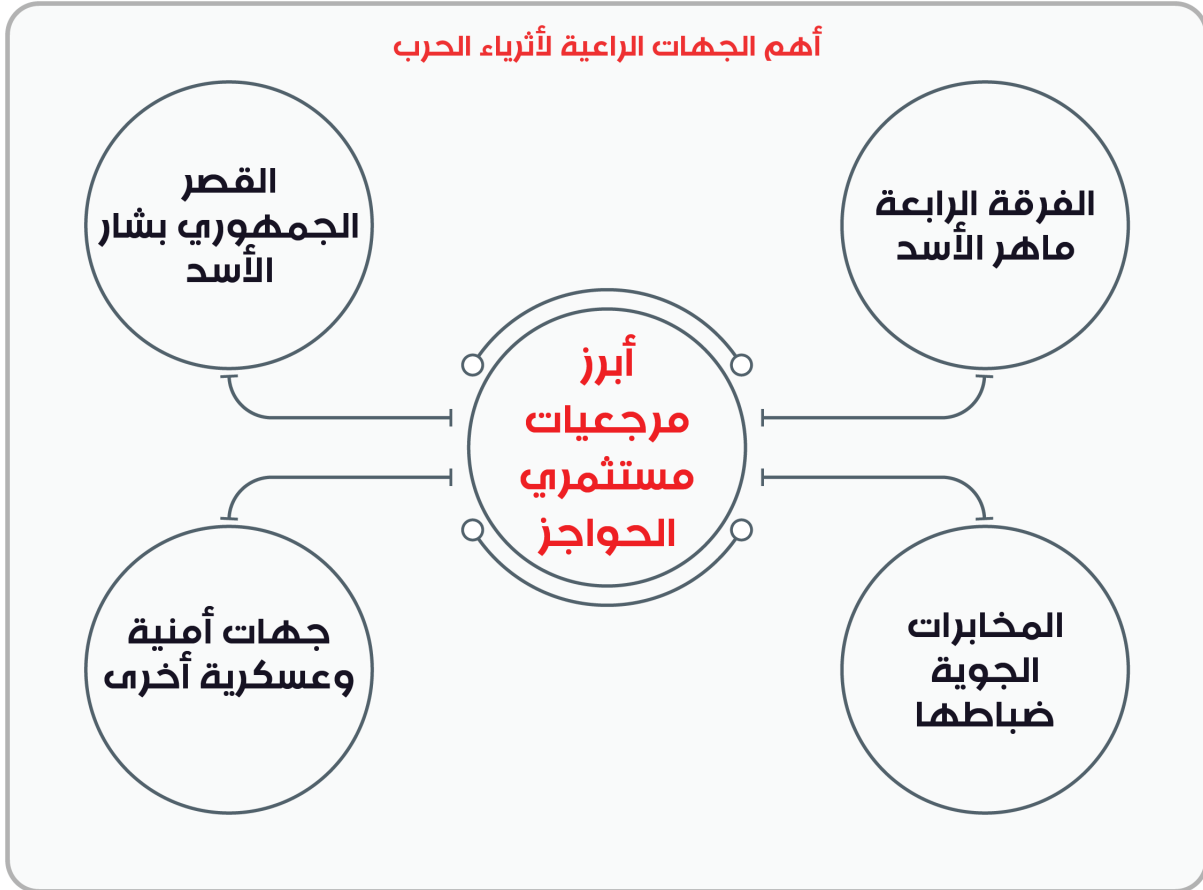 أهم الجهات الراعية لأثرياء الحرب
الفرقة الرابعة
ماهر الأسد
القصر
الجمهوري بشار
الأسد
أبرز
مرجعيات
مستثمري
الحواجز
المخابرات
الجوية
ضباطها
جهات أمنية
وعسكرية أخرى